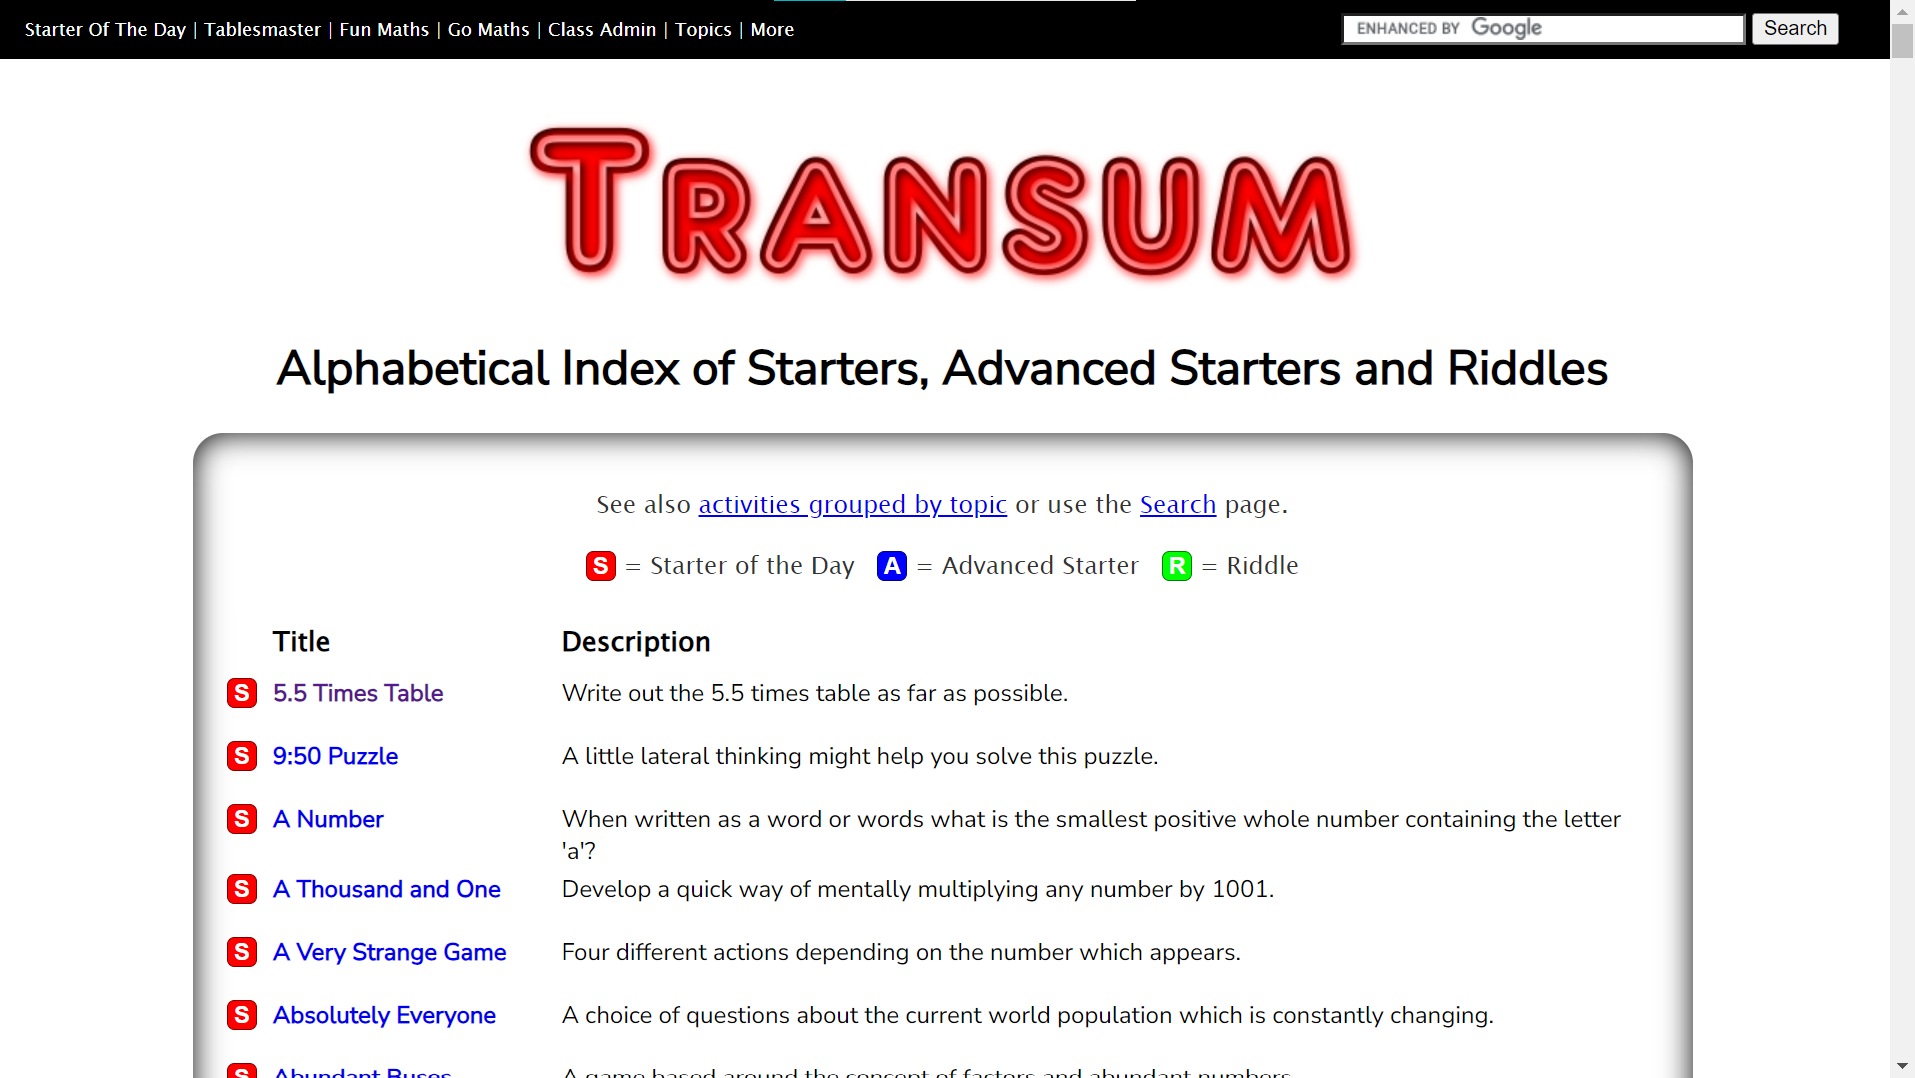 Starter Of The Day | Tablesmaster | Fun Maths | Go Maths | Class Admin | Topics | More
ENHANCED BY Google
Search
TRANSUM
Alphabetical Index of Starters, Advanced Starters and Riddles
See also activities grouped by topic or use the Search page.
S = Starter of the Day A = Advanced Starter R = Riddle
Title Description
S 5.5 Times Table Write out the 5.5 times table as far as possible.
S 9:50 Puzzle A little lateral thinking might help you solve this puzzle.
S A Number When written as a word or words what is the smallest positive whole number containing the letter
'a'?
S A Thousand and One Develop a quick way of mentally multiplying any number by 1001.
S A Very Strange Game Four different actions depending on the number which appears.
S Absolutely Everyone A choice of questions about the current world population which is constantly changing.
S Abundant Buses A game based around the concept of factors and abundant numbers.